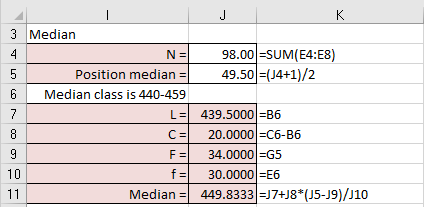 I J K
3 Median
4 N = 98.00 =SUM(E4:E8)
5 Position median = 49.50 =(J4+1)/2
6 Median class is 440-459
7 L = 439.5000 =B6
8 C = 20.0000 =C6-B6
9 F = 34.0000 =G5
10 f = 30.0000 =E6
11 Median = 449.8333 =J7+J8*(J5-J9)/J10